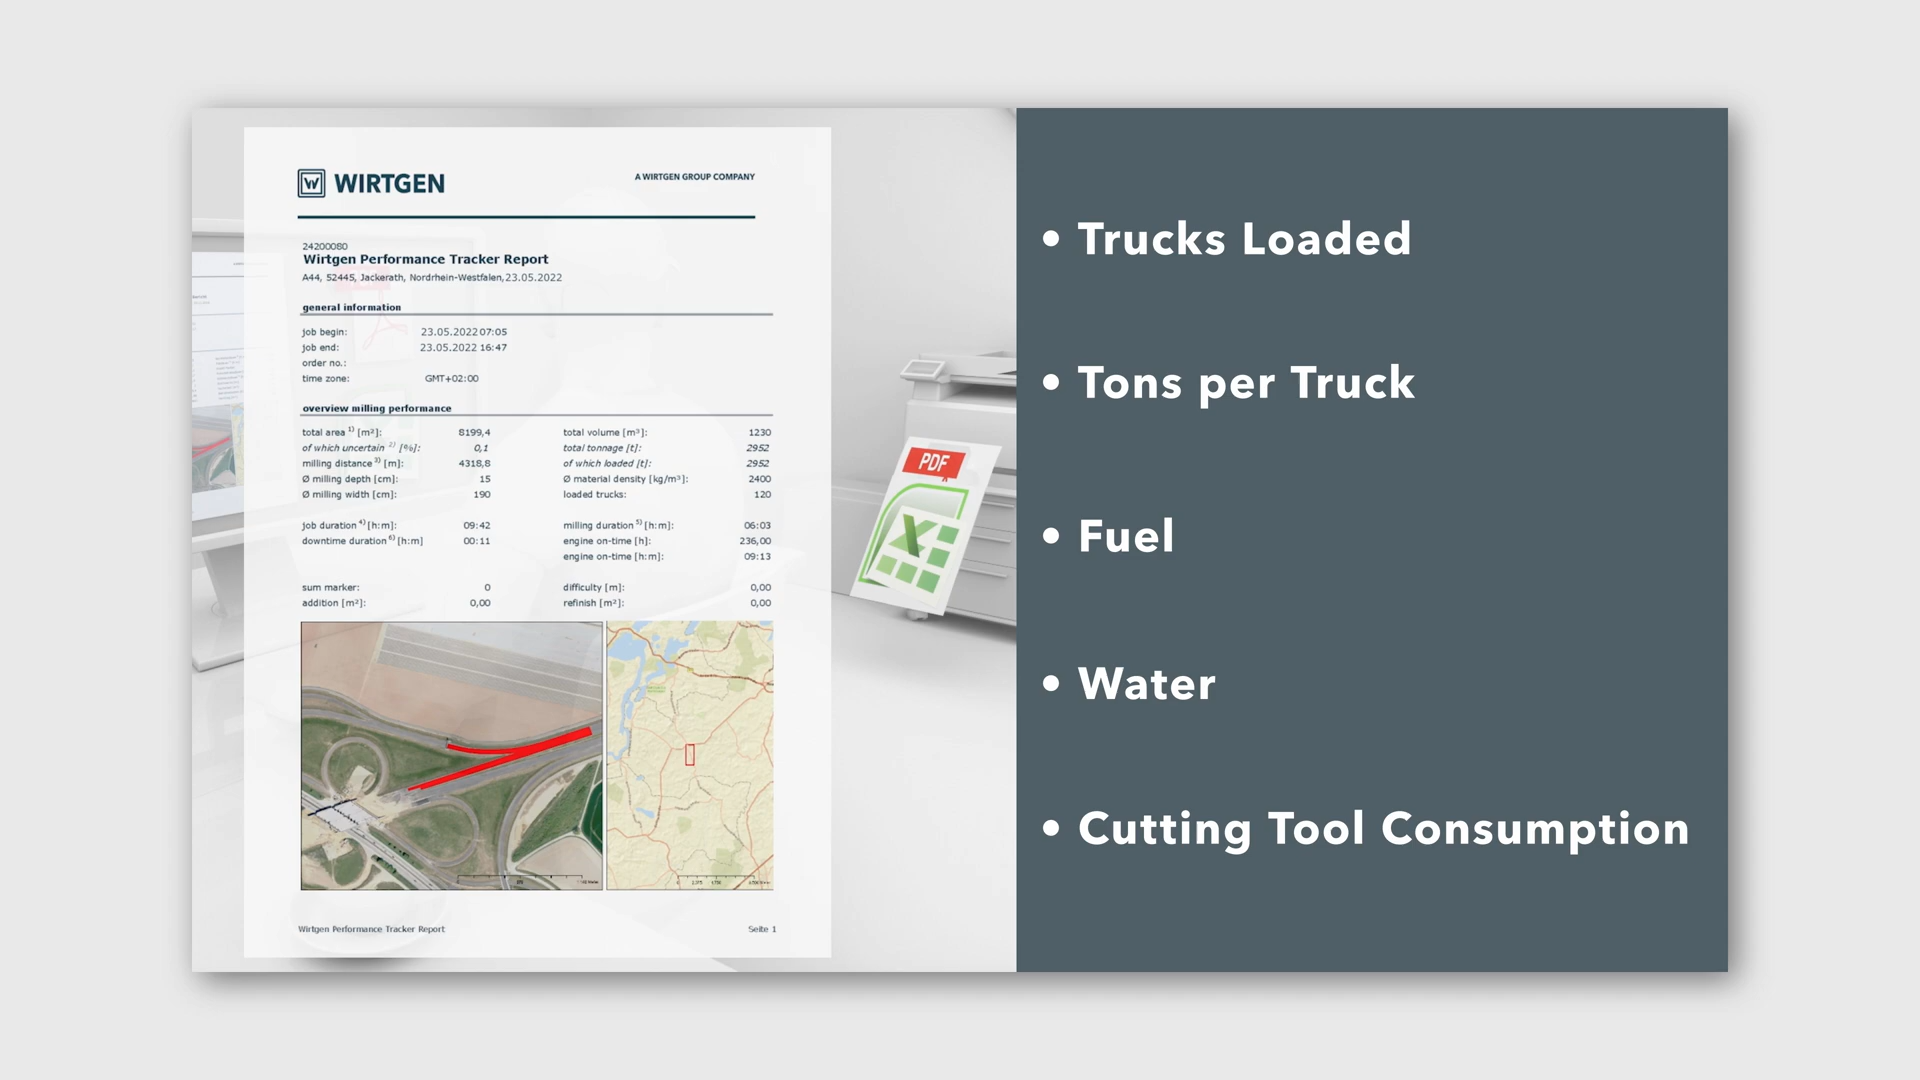 WIRTGEN
A WIRTGEN GROUP COMPANY
24200080
Wirtgen Performance Tracker Report
A44, 52445, Jackerath, Nordrhein-Westfalen, 23.05.2022
general information
job begin: 23.05.2022 07:05
job end: 23.05.2022 16:47
order no.:
time zone: GMT+02:00
overview milling performance
total area 1) [m²]: 8199,4 total volume [m³]: 1230
of which uncertain 2) [%]: 0,1 total tonnage [t]: 2952
milling distance 3) [m]: 4318,8 of which loaded [t]: 2952
Ø milling depth [cm]: 15 Ø material density [kg/m³]: 2400
Ø milling width [cm]: 190 loaded trucks: 120
job duration 4) [h:m]: 09:42 milling duration 5) [h:m]: 06:03
downtime duration 6) [h:m] 00:11 engine on-time [h]: 236,00
engine on-time [h:m]: 09:13
sum marker: 0 difficulty [m]: 0,00
addition [m²]: 0,00 refinish [m²]: 0,00
Wirtgen Performance Tracker Report Seite 1
PDF
X
• Trucks Loaded
• Tons per Truck
• Fuel
• Water
• Cutting Tool Consumption